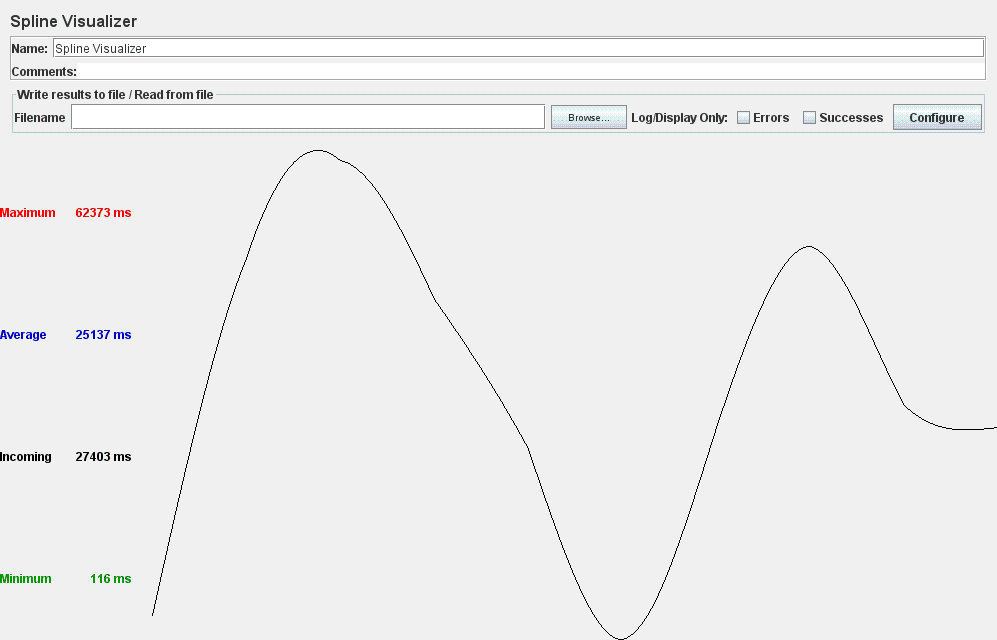 Spline Visualizer
Name: Spline Visualizer
Comments:
Write results to file / Read from file
Filename Browse... Log/Display Only: Errors Successes Configure
Maximum 62373 ms
Average 25137 ms
Incoming 27403 ms
Minimum 116 ms